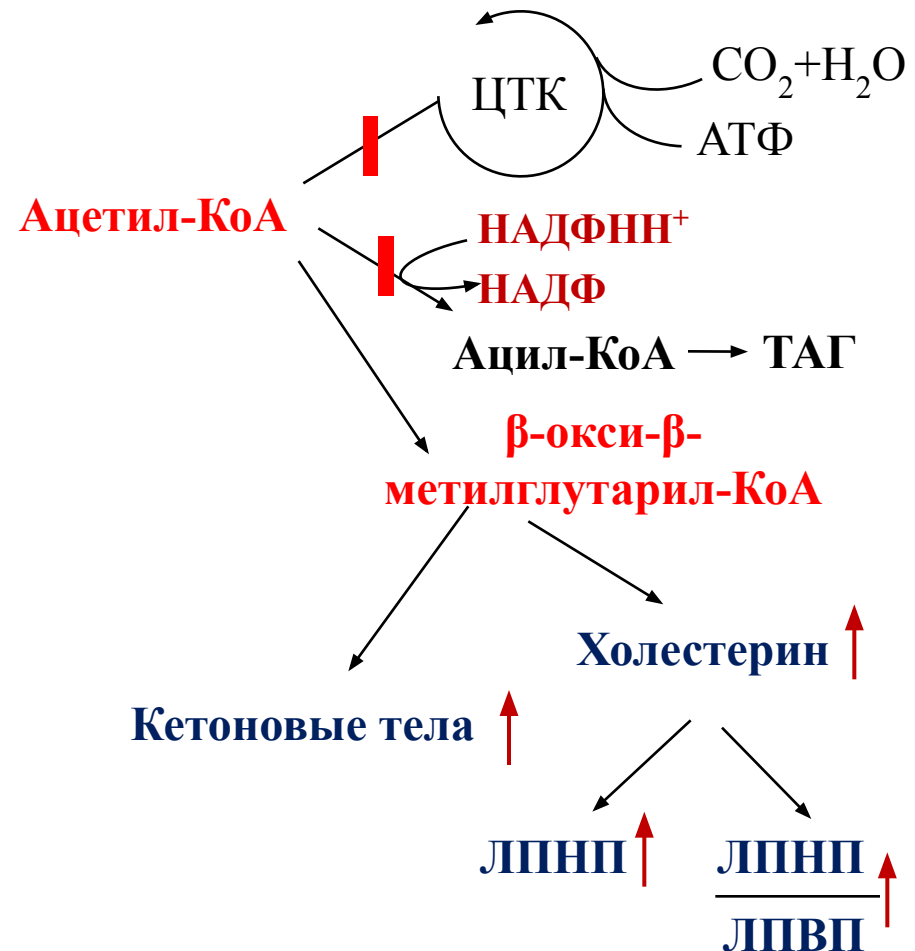 CO₂+H₂O
ЦТК
АТФ
Ацетил-КоА
НАДФНН⁺
НАДФ
Ацил-КоА
ТАГ
β-окси-β-
метилглутарил-КоА
Холестерин
Кетоновые тела
ЛПНП
ЛПНП
ЛПВП